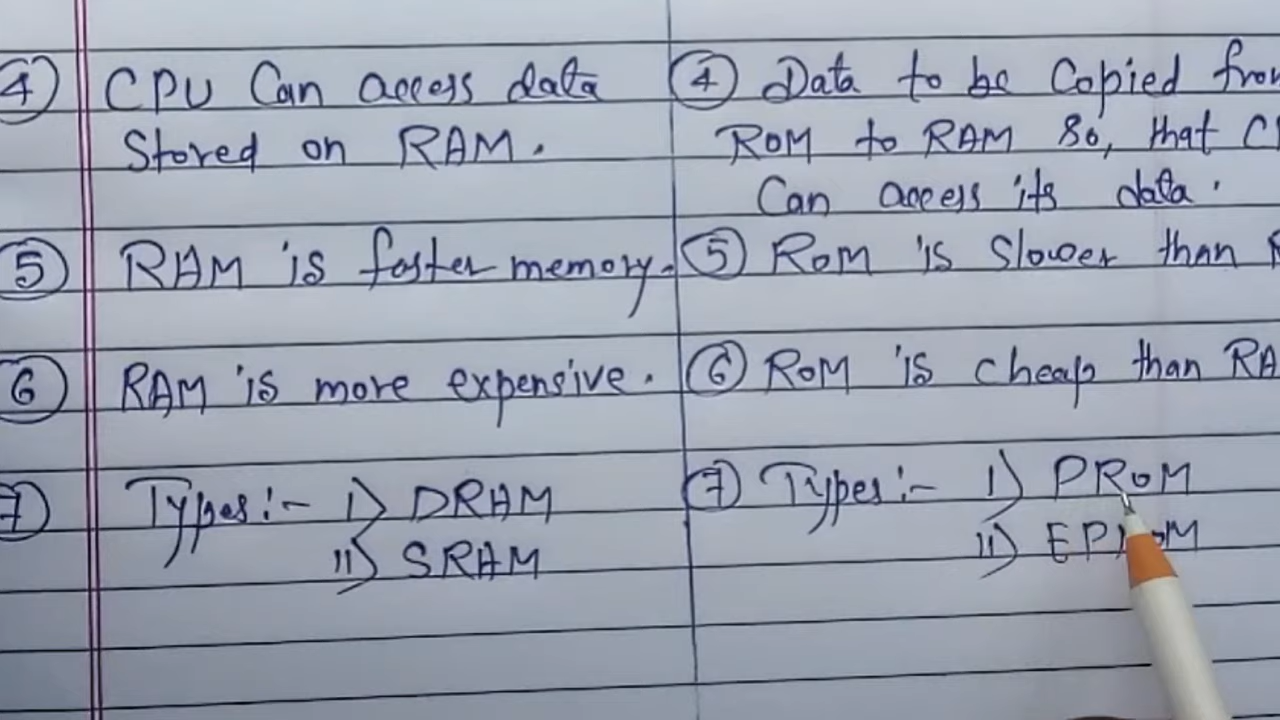 ④ CPU Can access data
Stored on RAM.
⑤ RAM is faster memory.
⑥ RAM is more expensive.
⑦ Types:- i) DRAM
ii) SRAM
④ Data to be Copied
ROM to RAM So, that
Can access its data.
⑤ ROM is Slower than
⑥ ROM is cheap than
⑦ Types:- i) PROM
ii)